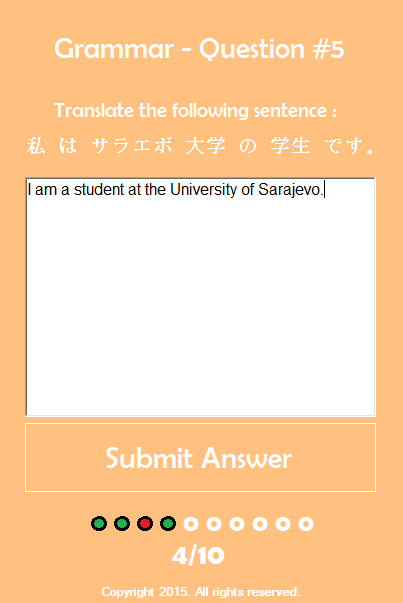 Grammar - Question #5
Translate the following sentence :
私 は サラエボ 大学 の 学生 です。
I am a student at the University of Sarajevo.
Submit Answer
4/10
Copyright 2015. All rights reserved.